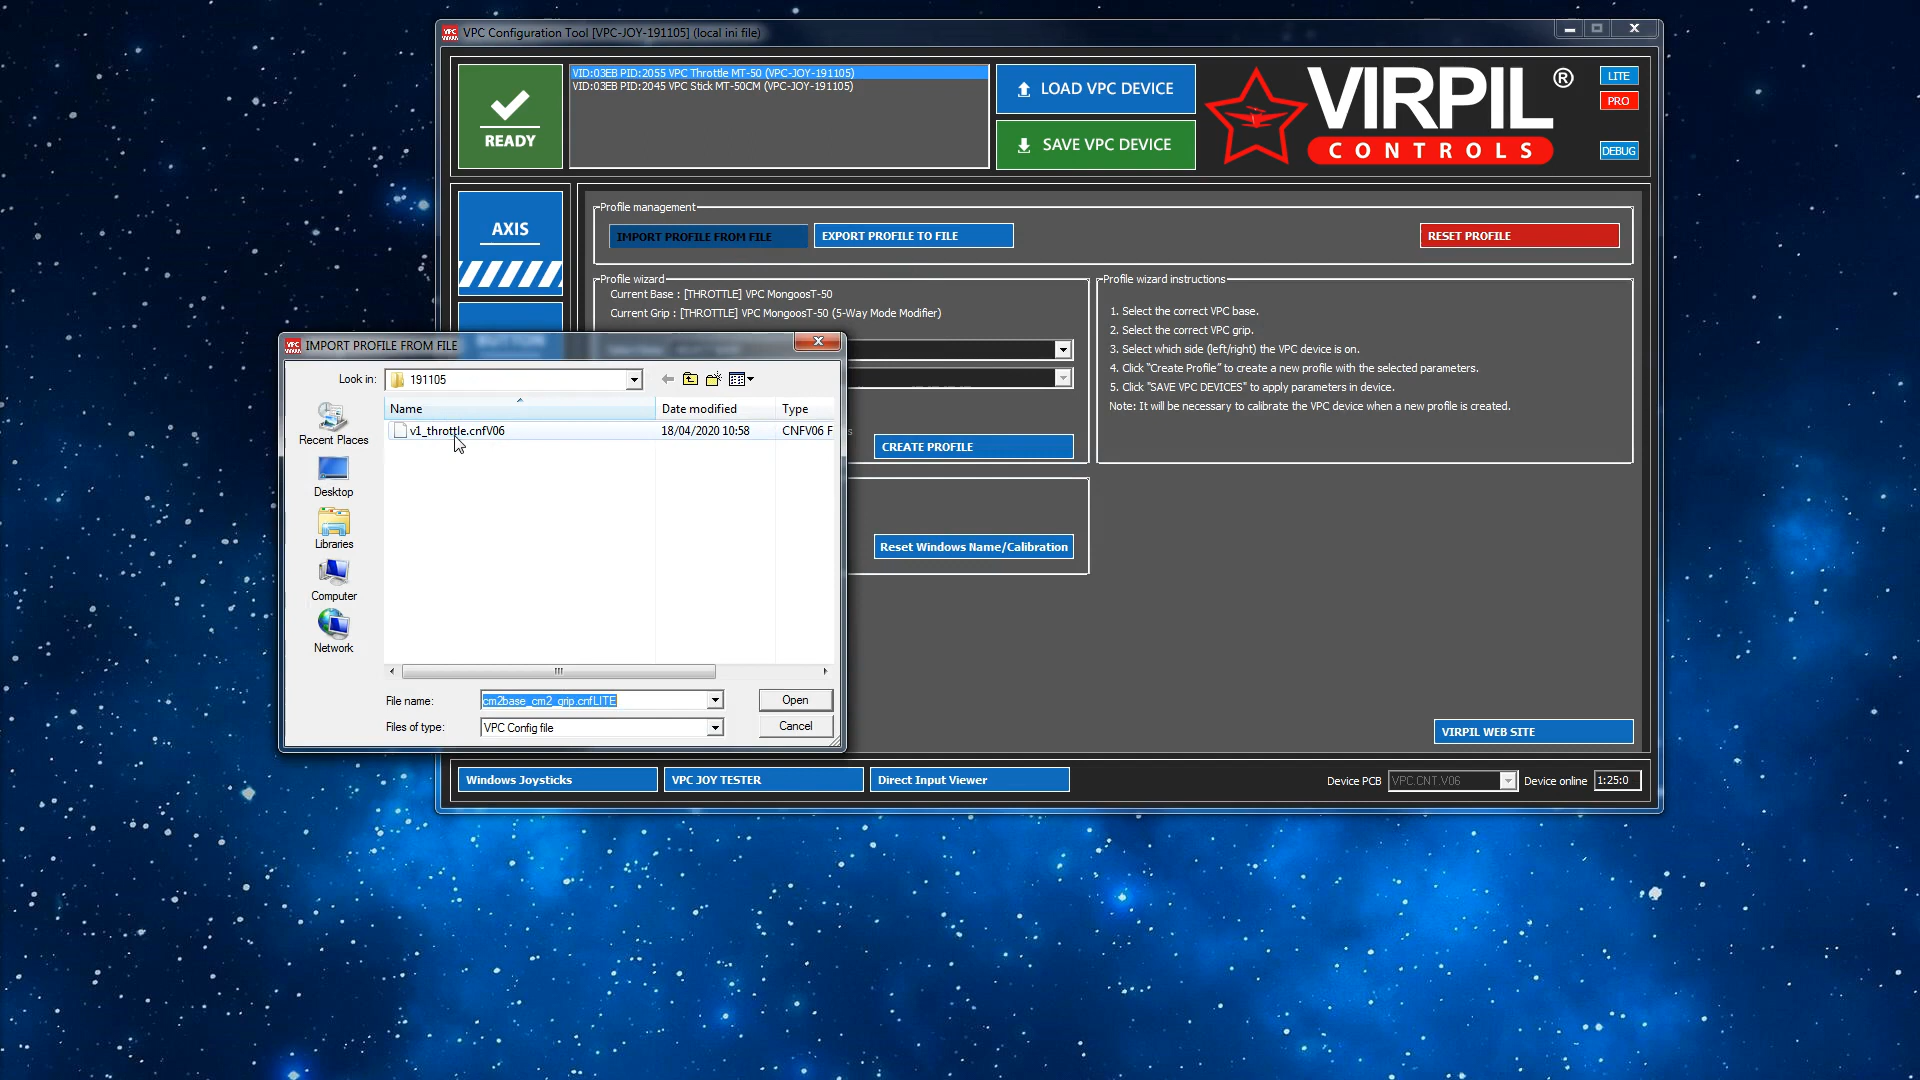 VPC Configuration Tool [VPC-JOY-191105] (local ini file)
READY
VID:03EB PID:2055 VPC Throttle MT-50 (VPC-JOY-191105)
VID:03EB PID:2045 VPC Stick MT-50CM (VPC-JOY-191105)
LOAD VPC DEVICE
SAVE VPC DEVICE
VIRPIL ®
CONTROLS
LITE
PRO
DEBUG
AXIS
BUTTON
Profile management
IMPORT PROFILE FROM FILE
EXPORT PROFILE TO FILE
RESET PROFILE
Profile wizard
Current Base : [THROTTLE] VPC MongoosT-50
Current Grip : [THROTTLE] VPC MongoosT-50 (5-Way Mode Modifier)
CREATE PROFILE
Reset Windows Name/Calibration
Profile wizard instructions
1. Select the correct VPC base.
2. Select the correct VPC grip.
3. Select which side (left/right) the VPC device is on.
4. Click "Create Profile" to create a new profile with the selected parameters.
5. Click "SAVE VPC DEVICES" to apply parameters in device.
Note: It will be necessary to calibrate the VPC device when a new profile is created.
VIRPIL WEB SITE
IMPORT PROFILE FROM FILE
Look in: 191105
Name Date modified Type
v1_throttle.cnfV06 18/04/2020 10:58 CNFV06 F
Recent Places
Desktop
Libraries
Computer
Network
File name: cm2base_cm2_grip.cnfLITE Open
Files of type: VPC Config file Cancel
Windows Joysticks
VPC JOY TESTER
Direct Input Viewer
Device PCB VPC.CNT.V06 Device online 1:25:0